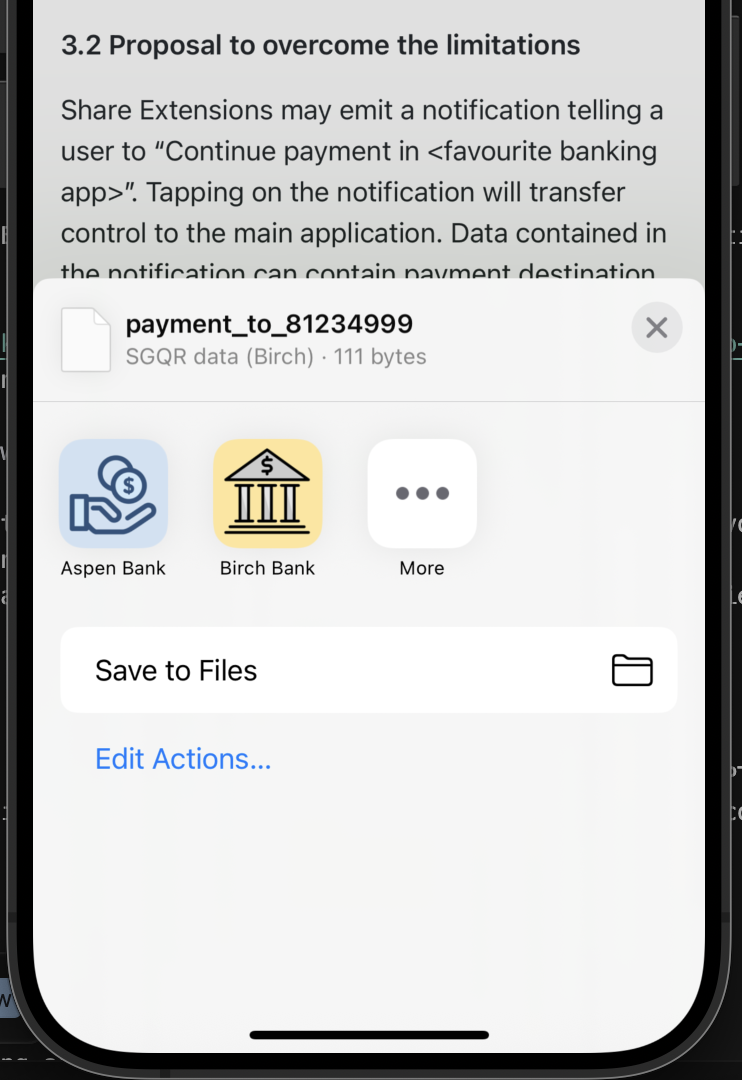 3.2 Proposal to overcome the limitations
Share Extensions may emit a notification telling a
user to “Continue payment in <favourite banking
app>”. Tapping on the notification will transfer
control to the main application. Data contained in
the notification can contain payment destination
payment_to_81234999
SGQR data (Birch) · 111 bytes
$
$
Aspen Bank
Birch Bank
More
Save to Files
Edit Actions...